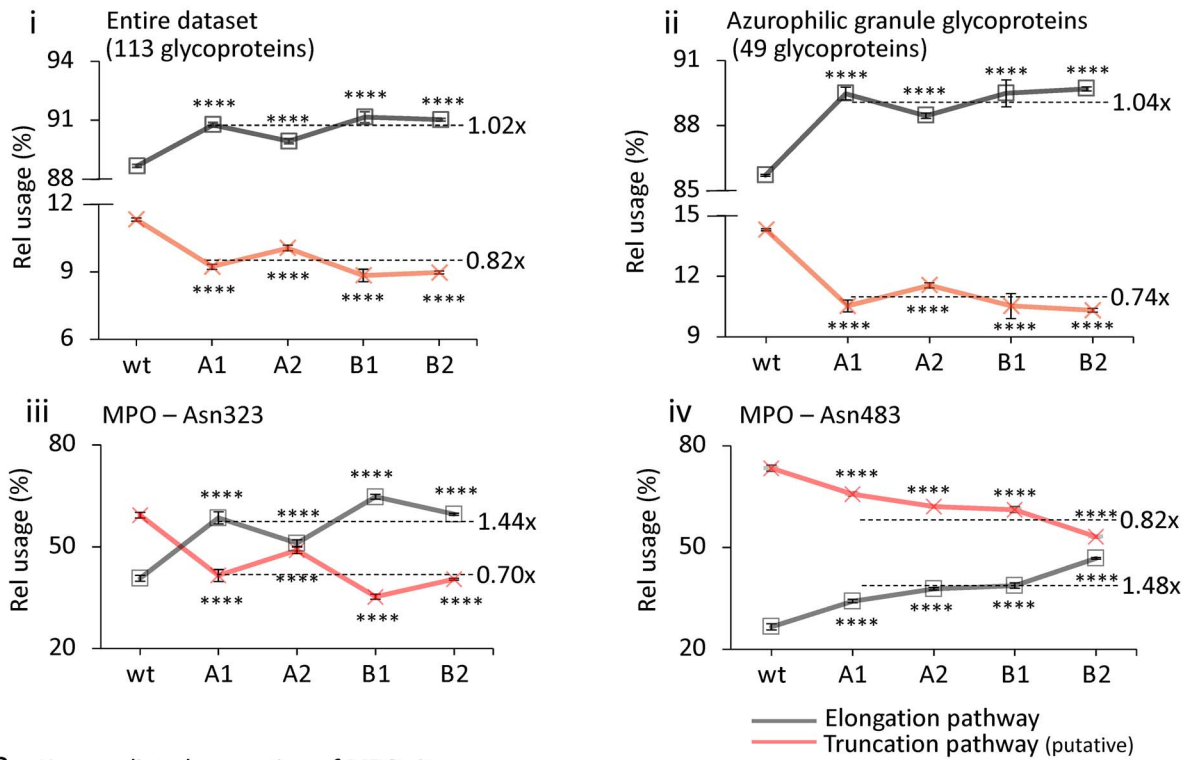 i
Entire dataset
(113 glycoproteins)
94
91
88
12
9
6
Rel usage (%)
****
****
****
****
1.02x
****
****
****
****
0.82x
wt A1 A2 B1 B2
ii
Azurophilic granule glycoproteins
(49 glycoproteins)
91
88
85
15
12
9
Rel usage (%)
****
****
****
****
1.04x
****
****
****
****
0.74x
wt A1 A2 B1 B2
iii
MPO – Asn323
80
50
20
Rel usage (%)
****
****
****
****
1.44x
0.70x
****
****
****
****
wt A1 A2 B1 B2
iv
MPO – Asn483
80
50
20
Rel usage (%)
****
****
****
****
0.82x
****
****
****
****
1.48x
wt A1 A2 B1 B2
Elongation pathway
Truncation pathway (putative)